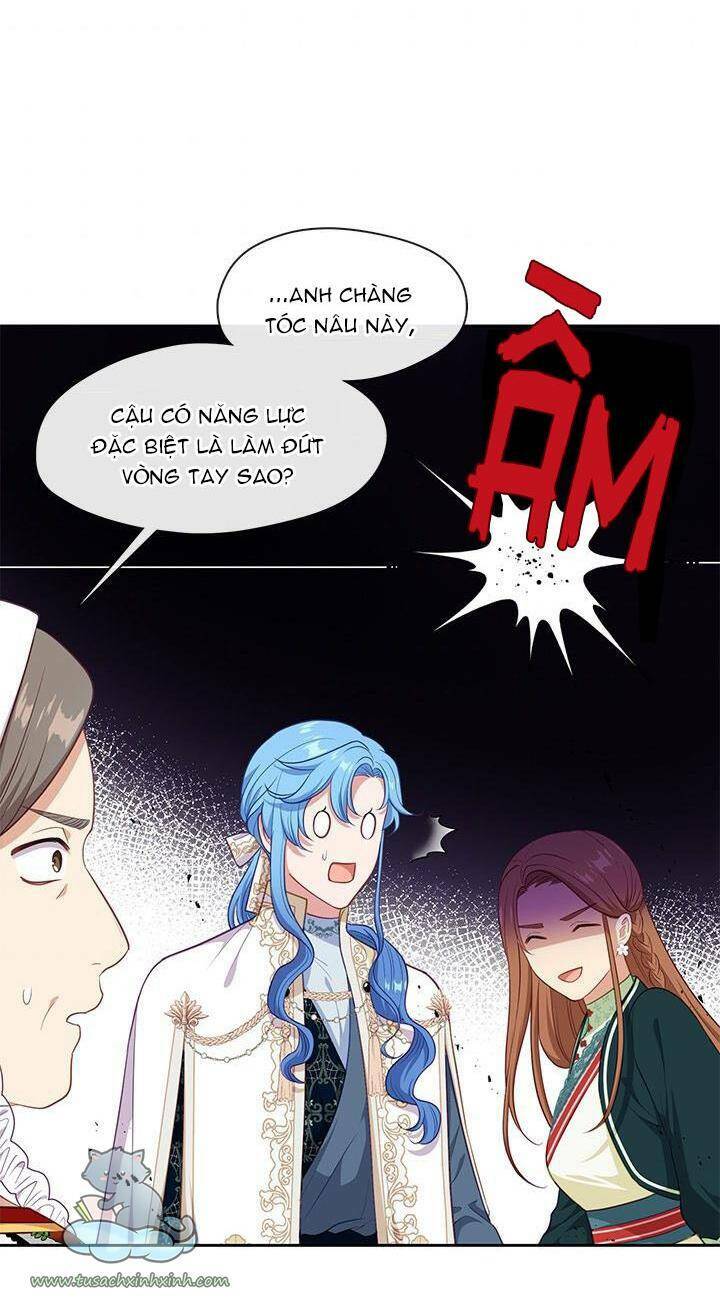 ...ANH CHÀNG
TÓC NÂU NÀY,
CẬU CÓ NĂNG LỰC
ĐẶC BIỆT LÀ LÀM ĐỨT
VÒNG TAY SAO?
ẦM
www.tusachxinhxinh.com